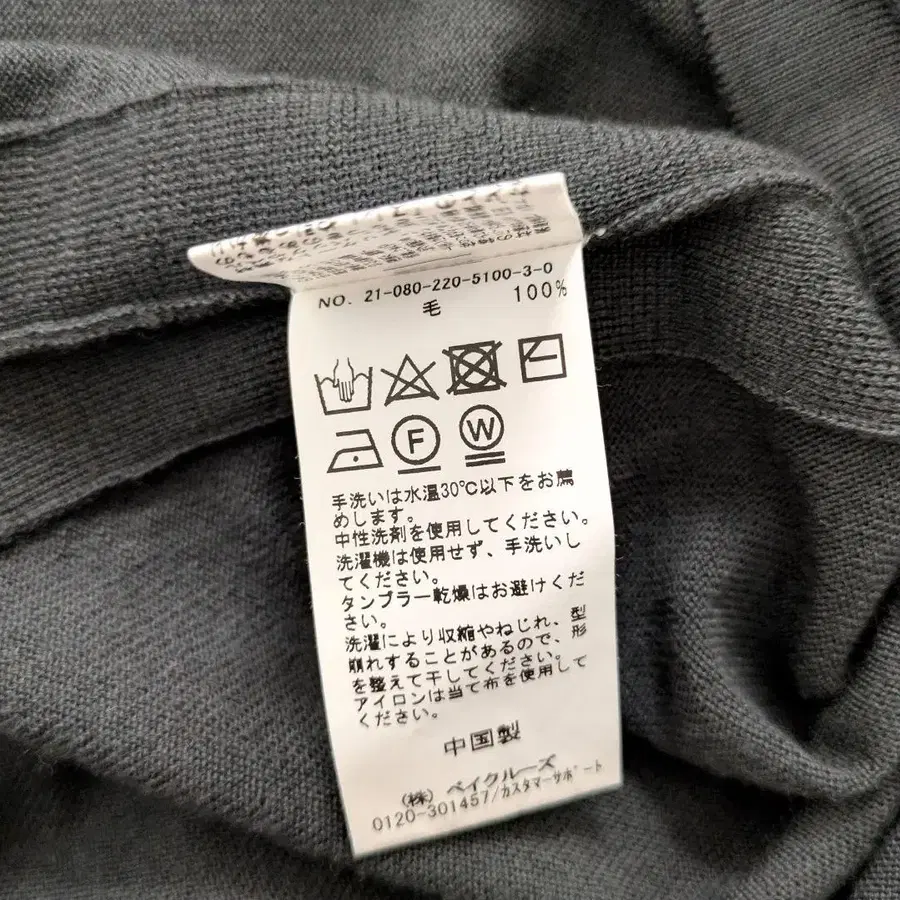 NO. 21-080-220-5100-3-0
毛 100%
F W
手洗いは水温30℃以下をお薦
めします。
中性洗剤を使用してください。
洗濯機は使用せず、手洗いし
てください。
タンブラー乾燥はお避けくだ
さい。
洗濯により収縮やねじれ、型
崩れすることがあるので、形
を整えて干してください。
アイロンは当て布を使用して
ください。
中国製
(株) ベイクルーズ
0120-301457/カスタマーサポート